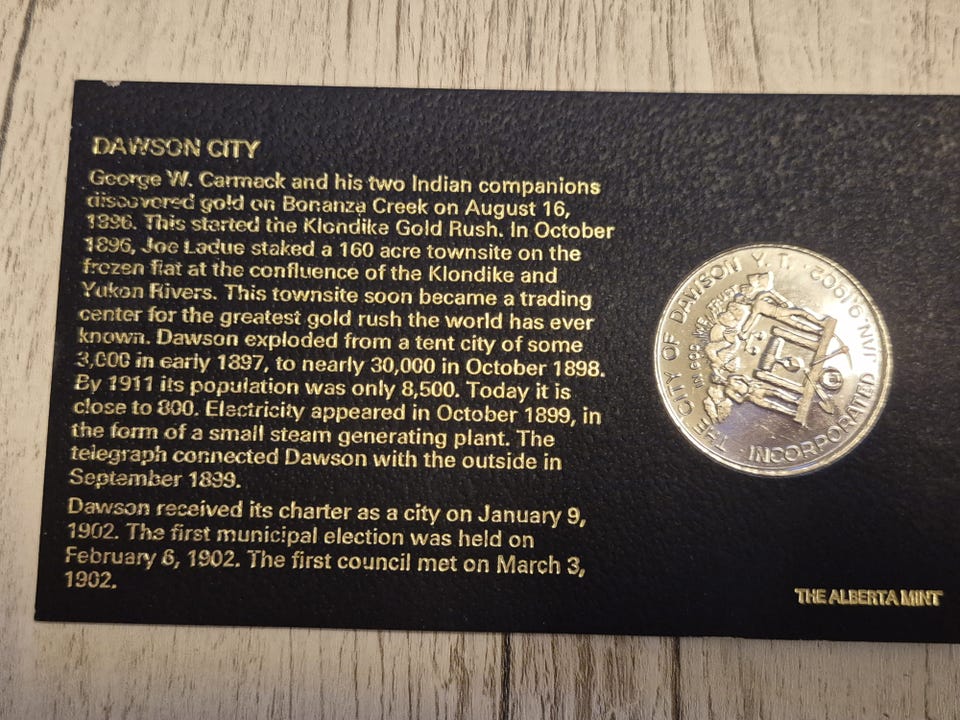 DAWSON CITY
George W. Carmack and his two Indian companions
discovered gold on Bonanza Creek on August 16,
1896. This started the Klondike Gold Rush. In October
1896, Joe Ladue staked a 160 acre townsite on the
frozen flat at the confluence of the Klondike and
Yukon Rivers. This townsite soon became a trading
center for the greatest gold rush the world has ever
known. Dawson exploded from a tent city of some
3,000 in early 1897, to nearly 30,000 in October 1898.
By 1911 its population was only 8,500. Today it is
close to 800. Electricity appeared in October 1899, in
the form of a small steam generating plant. The
telegraph connected Dawson with the outside in
September 1899.
Dawson received its charter as a city on January 9,
1902. The first municipal election was held on
February 6, 1902. The first council met on March 3,
1902.
THE CITY OF DAWSON Y.T.
IN GOD WE TRUST
INCORPORATED JAN. 9, 1902
THE ALBERTA MINT